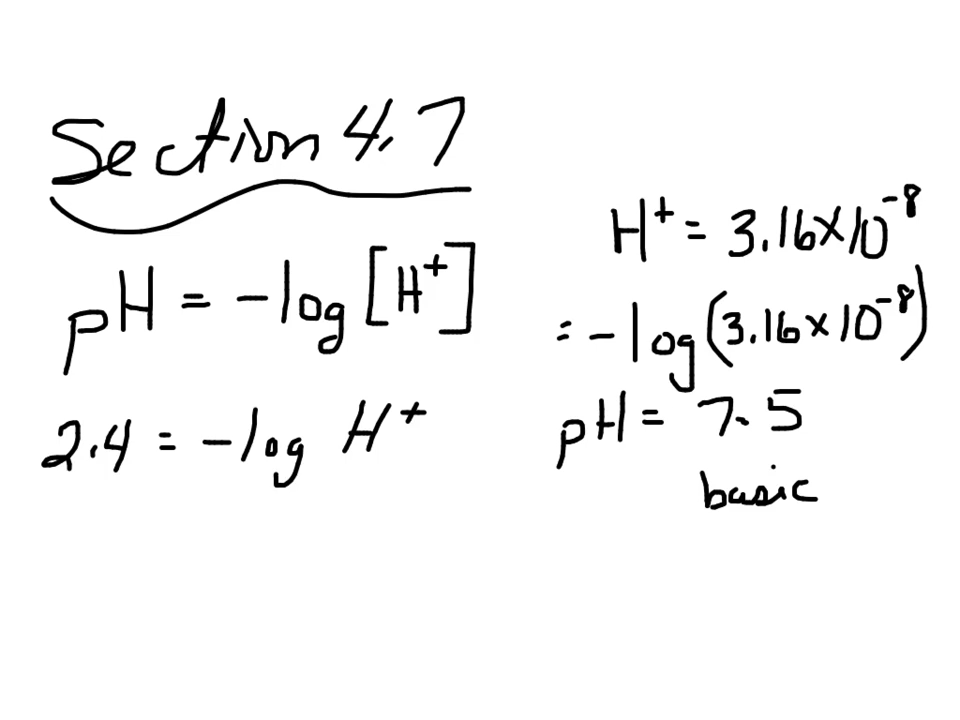 Section 4.7
pH = -log [H⁺]
2.4 = -log H⁺
H⁺ = 3.16×10⁻⁸
= -log(3.16×10⁻⁸)
pH = 7.5
basic